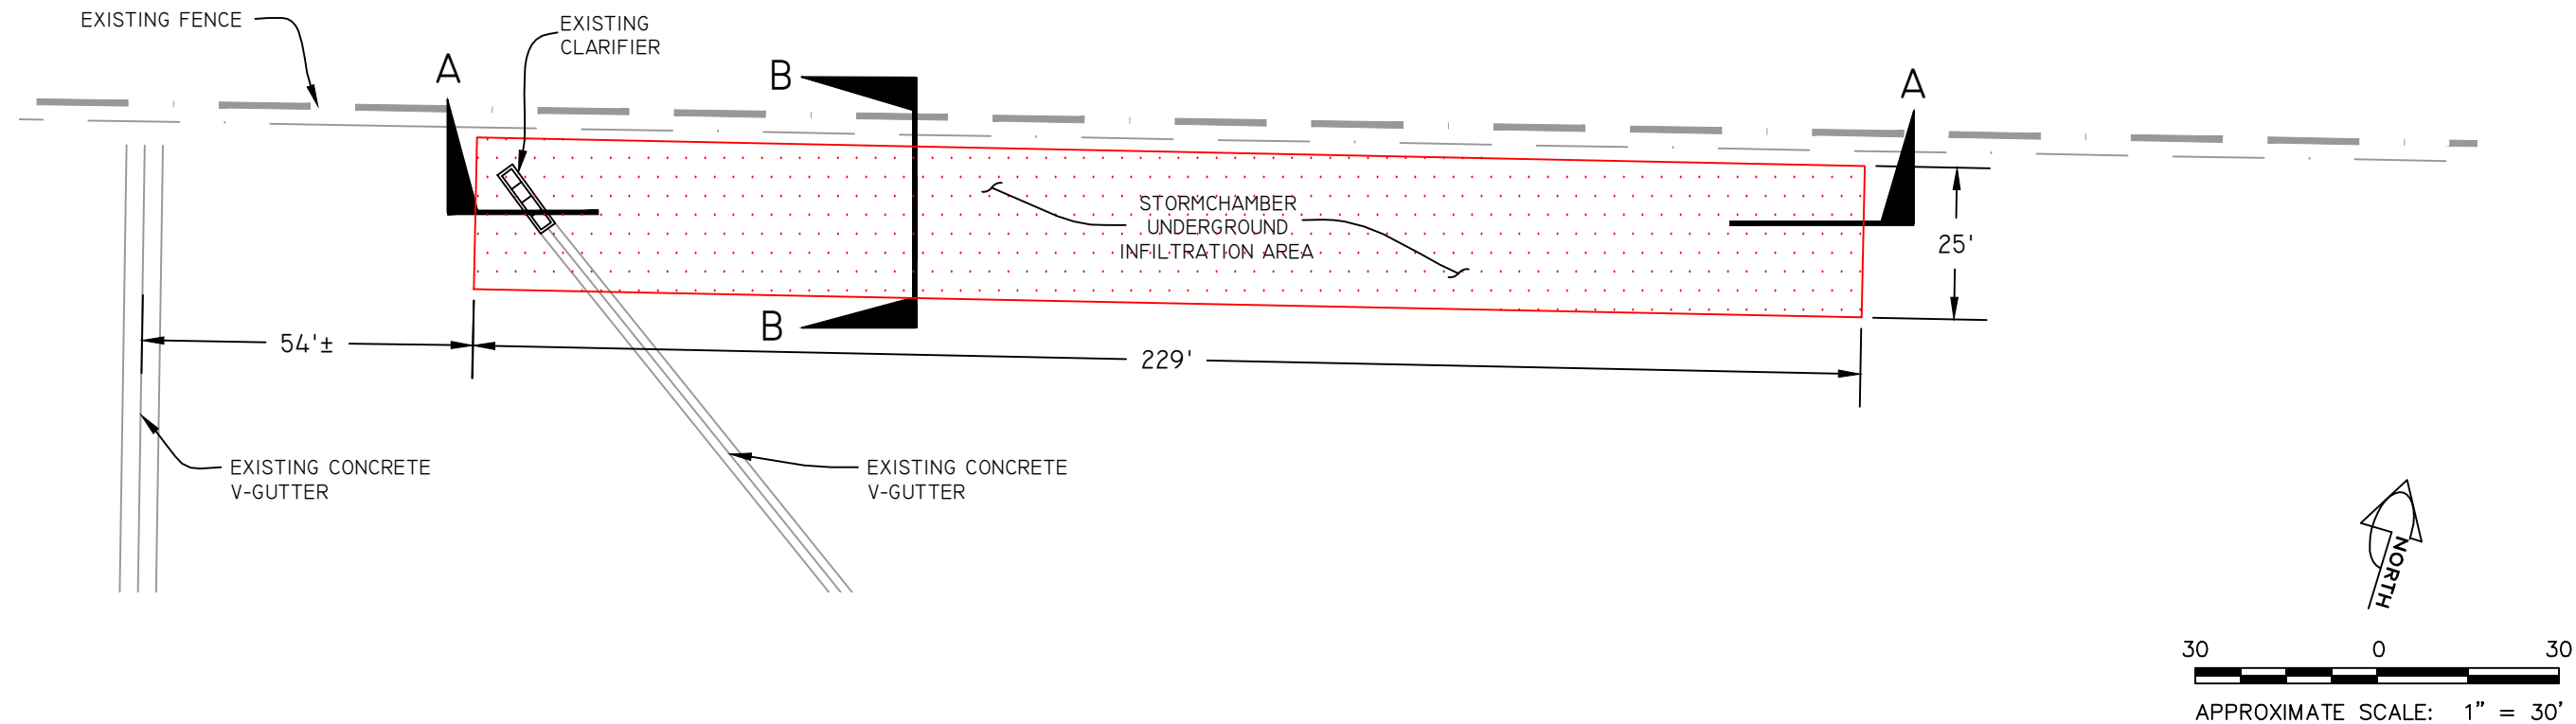 EXISTING FENCE
EXISTING
CLARIFIER
A
B
A
STORMCHAMBER
UNDERGROUND
INFILTRATION AREA
25'
B
54'±
229'
EXISTING CONCRETE
V-GUTTER
EXISTING CONCRETE
V-GUTTER
NORTH
30 0 30
APPROXIMATE SCALE: 1" = 30'